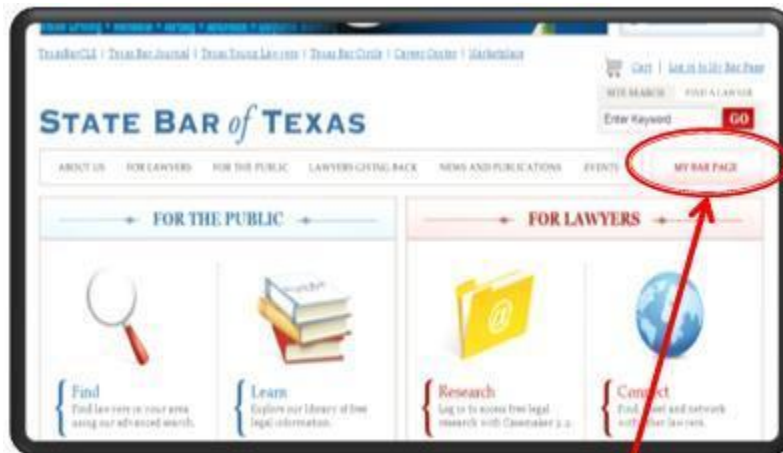 TexasBarCLE | Texas Bar Journal | Texas Young Lawyers | Texas Bar Circle | Career Center | Marketplace
Cart | Log in to My Bar Page
SITE SEARCH FIND A LAWYER
STATE BAR of TEXAS
Enter Keyword GO
ABOUT US FOR LAWYERS FOR THE PUBLIC LAWYERS GIVING BACK NEWS AND PUBLICATIONS EVENTS MY BAR PAGE
FOR THE PUBLIC
FOR LAWYERS
Find
Find lawyers in your area
using our advanced search.
Learn
Explore our library of free
legal information.
Research
Log in to access free legal
research with Casemaker 2.2.
Connect
Find, meet and network
with other lawyers.